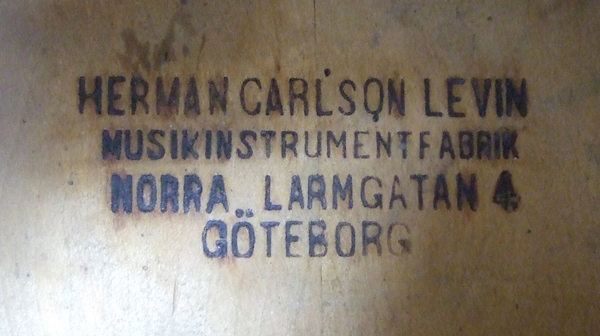 HERMAN CARLSON LEVIN
MUSIKINSTRUMENTFABRIK
NORRA LARMGATAN 4
GÖTEBORG